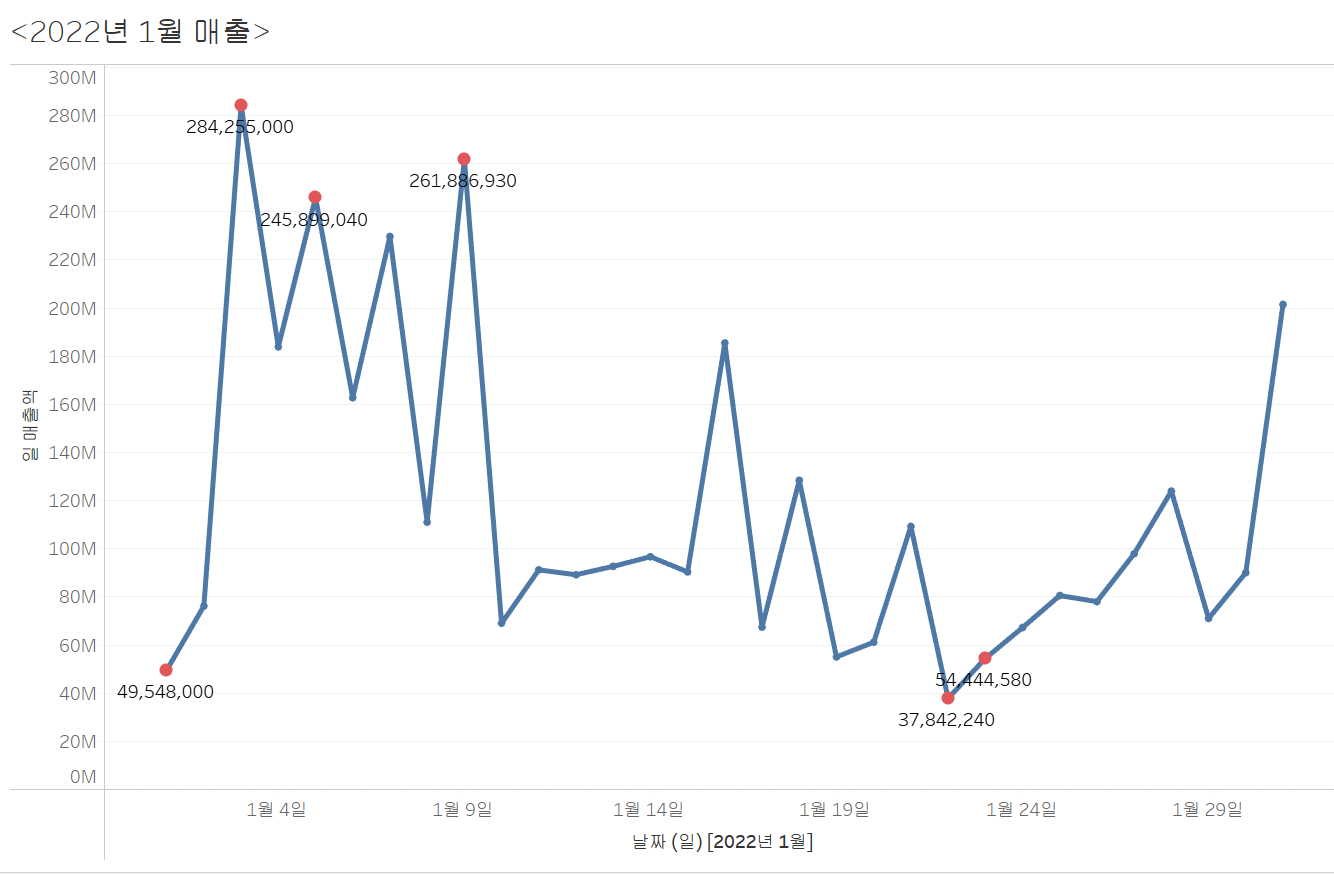 <2022년 1월 매출>
300M
280M
284,255,000
260M
261,886,930
240M
245,899,040
220M
200M
180M
160M
일 매출액
140M
120M
100M
80M
60M
54,444,580
49,548,000
40M
37,842,240
20M
0M
1월 4일 1월 9일 1월 14일 1월 19일 1월 24일 1월 29일
날짜 (일) [2022년 1월]